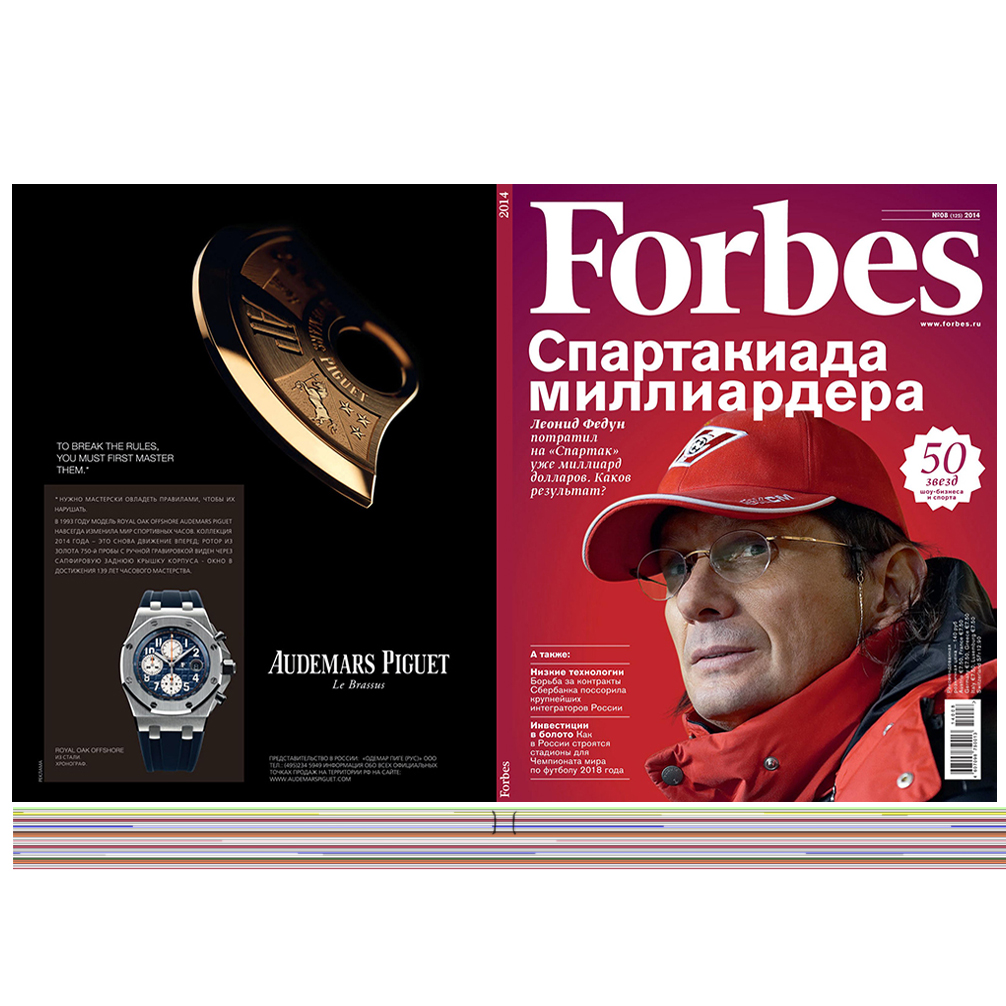 TO BREAK THE RULES,
YOU MUST FIRST MASTER
THEM.*
* НУЖНО МАСТЕРСКИ ОВЛАДЕТЬ ПРАВИЛАМИ, ЧТОБЫ ИХ
НАРУШАТЬ.
В 1993 ГОДУ МОДЕЛЬ ROYAL OAK OFFSHORE AUDEMARS PIGUET
НАВСЕГДА ИЗМЕНИЛА МИР СПОРТИВНЫХ ЧАСОВ. КОЛЛЕКЦИЯ
2014 ГОДА – ЭТО СНОВА ДВИЖЕНИЕ ВПЕРЕД: РОТОР ИЗ
ЗОЛОТА 750-Й ПРОБЫ С РУЧНОЙ ГРАВИРОВКОЙ ВИДЕН ЧЕРЕЗ
САПФИРОВУЮ ЗАДНЮЮ КРЫШКУ КОРПУСА - ОКНО В
ДОСТИЖЕНИЯ 139 ЛЕТ ЧАСОВОГО МАСТЕРСТВА.
PIGUET
AUDEMARS PIGUET
Le Brassus
ROYAL OAK OFFSHORE
ИЗ СТАЛИ.
ХРОНОГРАФ.
РЕКЛАМА
ПРЕДСТАВИТЕЛЬСТВО В РОССИИ: «ОДЕМАР ПИГЕ (РУС)» ООО
ТЕЛ.: (495)234 5949 ИНФОРМАЦИЯ ОБО ВСЕХ ОФИЦИАЛЬНЫХ
ТОЧКАХ ПРОДАЖ НА ТЕРРИТОРИИ РФ НА САЙТЕ:
WWW.AUDEMARSPIGUET.COM
2014
Forbes
№08 (125) 2014
Forbes
www.forbes.ru
Спартакиада
миллиардера
Леонид Федун
потратил
на «Спартак»
уже миллиард
долларов. Каков
результат?
50
звезд
шоу-бизнеса
и спорта
А также:
Низкие технологии
Борьба за контракты
Сбербанка поссорила
крупнейших
интеграторов России
Инвестиции
в болото Как
в России строятся
стадионы для
Чемпионата мира
по футболу 2018 года